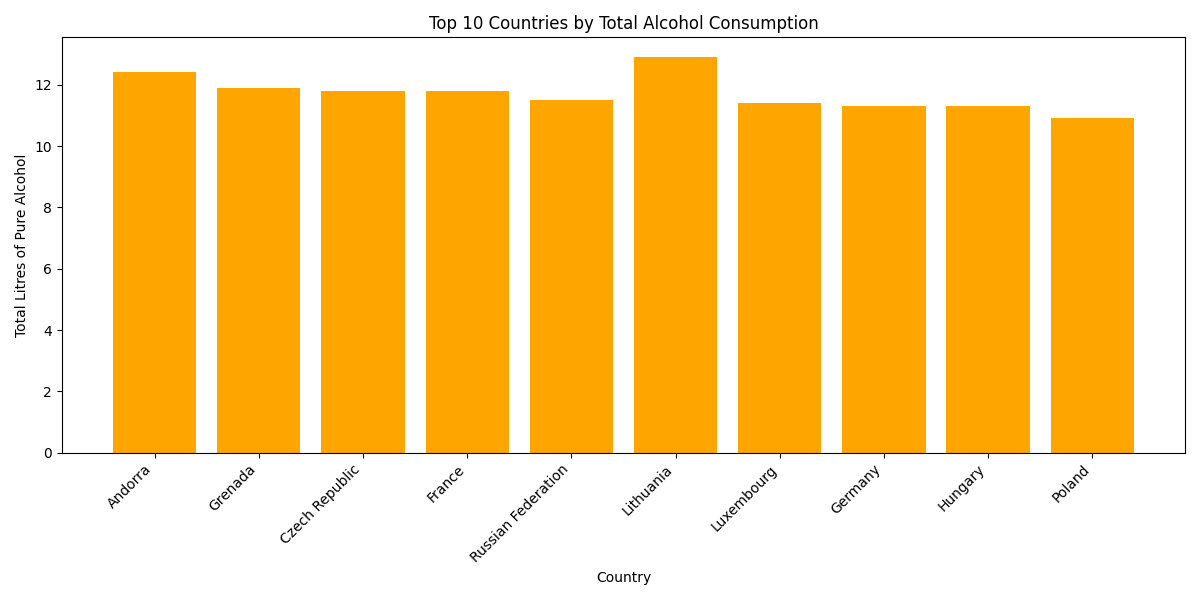 Top 10 Countries by Total Alcohol Consumption
Total Litres of Pure Alcohol
12
10
8
6
4
2
0
Andorra
Grenada
Czech Republic
France
Russian Federation
Lithuania
Luxembourg
Germany
Hungary
Poland
Country